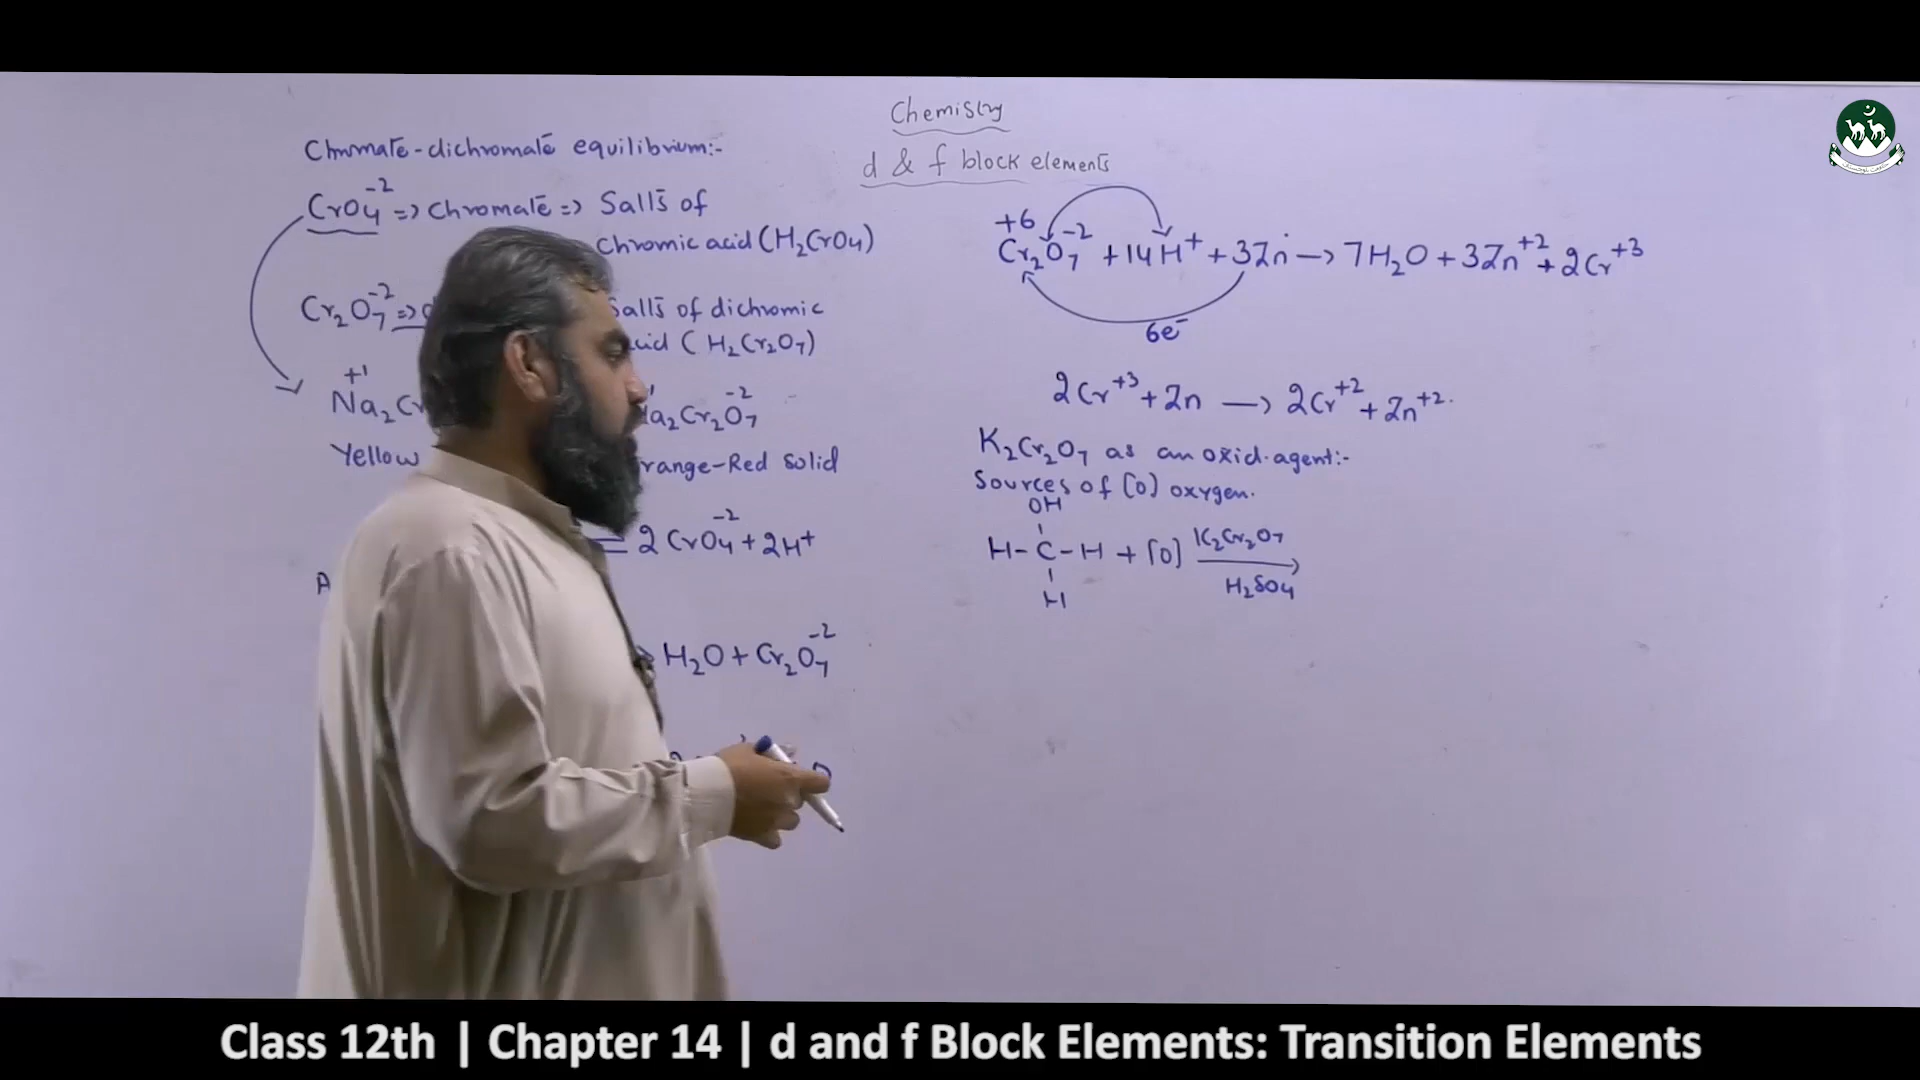 Chemistry
d & f block elements
Chromate-dichromate equilibrium:-
CrO₄⁻² => Chromate => Salts of
Chromic acid (H₂CrO₄)
Cr₂O₇⁻² =>
Salts of dichromic
acid (H₂Cr₂O₇)
+1
Na₂Cr
Na₂Cr₂O₇⁻²
Yellow
Orange-Red solid
2CrO₄⁻² + 2H⁺
A
H₂O + Cr₂O₇⁻²
+6
Cr₂O₇⁻² + 14H⁺ + 3Zn → 7H₂O + 3Zn⁺² + 2Cr⁺³
6e⁻
2Cr⁺³ + Zn → 2Cr⁺² + Zn⁺².
K₂Cr₂O₇ as an oxid.agent:-
Sources of [O] oxygen.
OH
H-C-H + [O] K₂Cr₂O₇
H₂SO₄
H
Class 12th | Chapter 14 | d and f Block Elements: Transition Elements